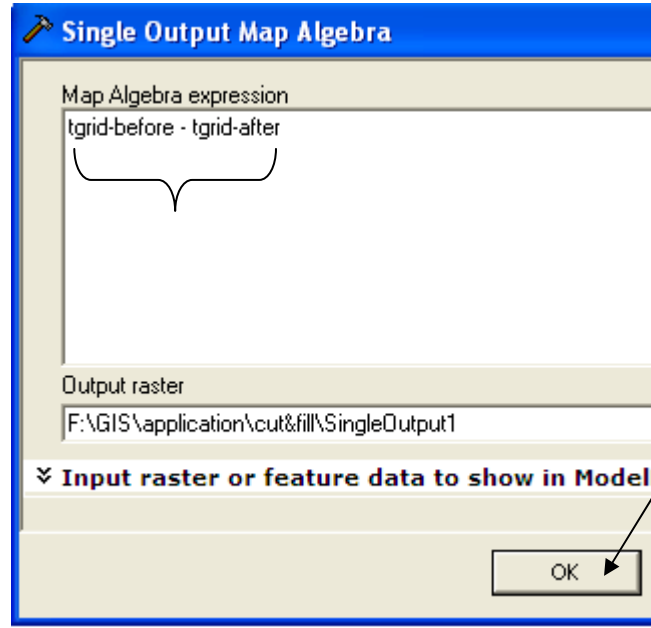 Single Output Map Algebra
Map Algebra expression
tgrid-before - tgrid-after
Output raster
F:\GIS\application\cut&fill\SingleOutput1
Input raster or feature data to show in Model
OK